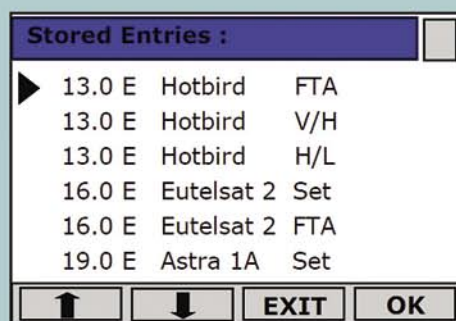 Stored Entries :
13.0 E Hotbird FTA
13.0 E Hotbird V/H
13.0 E Hotbird H/L
16.0 E Eutelsat 2 Set
16.0 E Eutelsat 2 FTA
19.0 E Astra 1A Set
EXIT OK